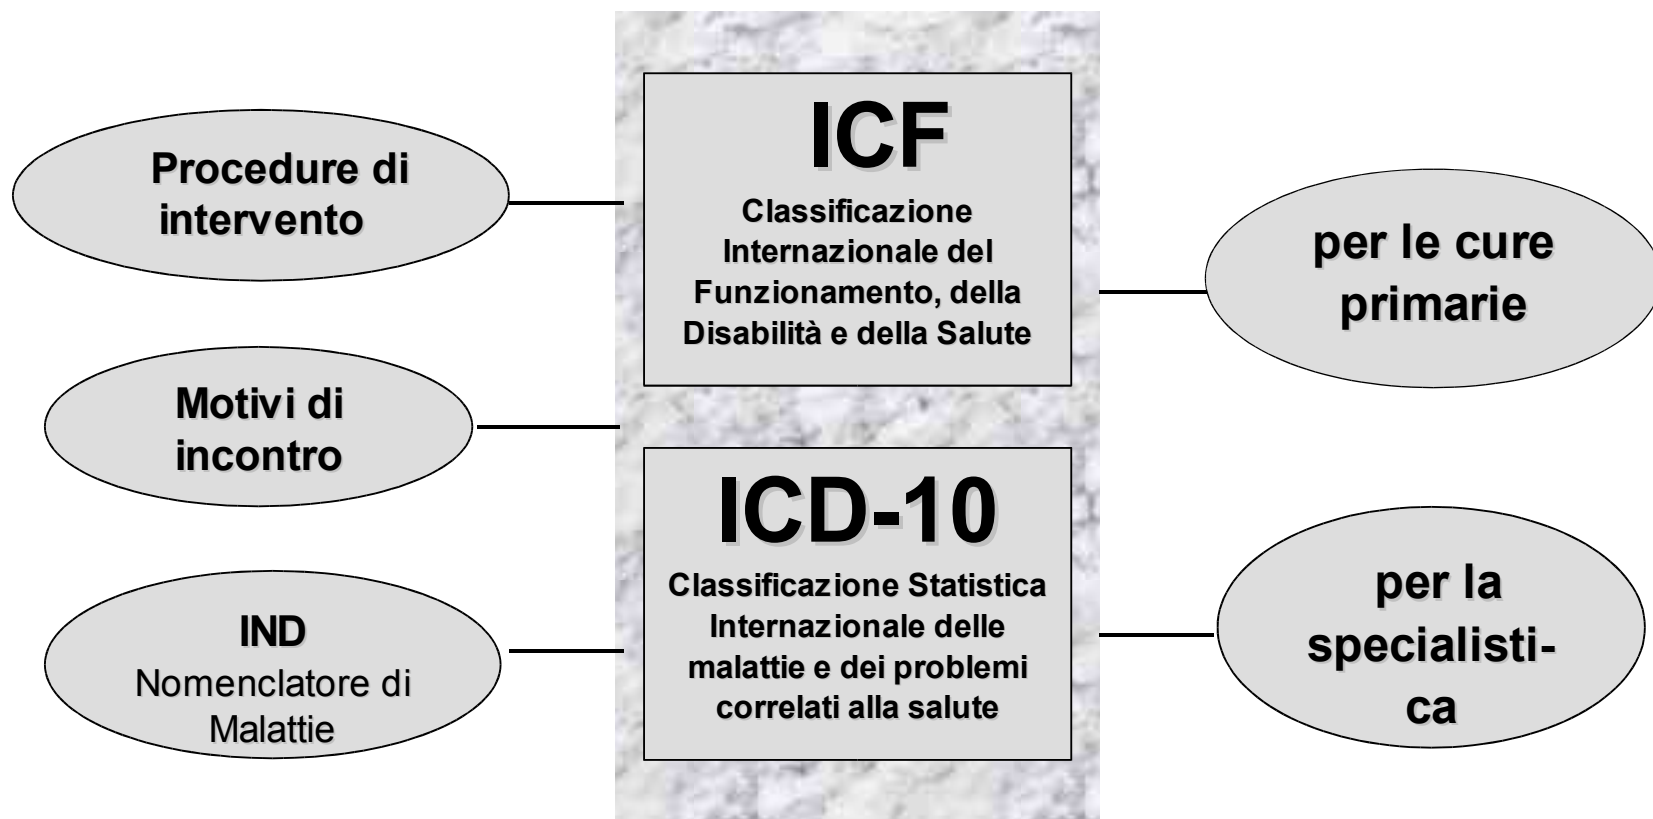 Procedure di
intervento
Motivi di
incontro
IND
Nomenclatore di
Malattie
ICF
Classificazione
Internazionale del
Funzionamento, della
Disabilità e della Salute
ICD-10
Classificazione Statistica
Internazionale delle
malattie e dei problemi
correlati alla salute
per le cure
primarie
per la
specialisti-
ca